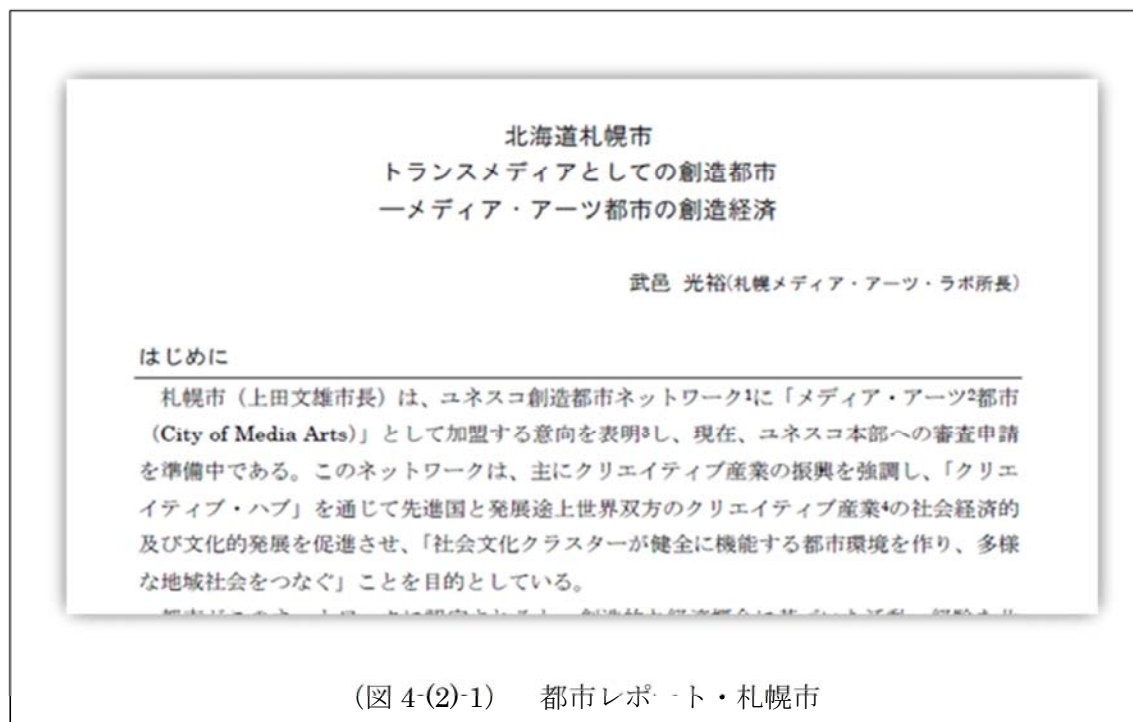 北海道札幌市
トランスメディアとしての創造都市
―メディア・アーツ都市の創造経済
武邑 光裕(札幌メディア・アーツ・ラボ所長)
はじめに
札幌市（上田文雄市長）は、ユネスコ創造都市ネットワーク1に「メディア・アーツ2都市
（City of Media Arts)」として加盟する意向を表明3し、現在、ユネスコ本部への審査申請
を準備中である。このネットワークは、主にクリエイティブ産業の振興を強調し、「クリエ
イティブ・ハブ」を通じて先進国と発展途上世界双方のクリエイティブ産業4の社会経済的
及び文化的発展を促進させ、「社会文化クラスターが健全に機能する都市環境を作り、多様
な地域社会をつなぐ」ことを目的としている。
(図 4-(2)-1) 都市レポート・札幌市